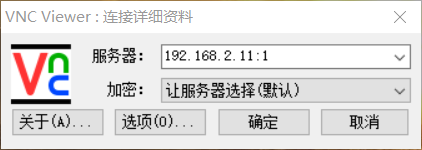 VNC Viewer : 连接详细资料
VNC
服务器： 192.168.2.11:1
加密： 让服务器选择(默认)
关于(A)... 选项(O)... 确定 取消